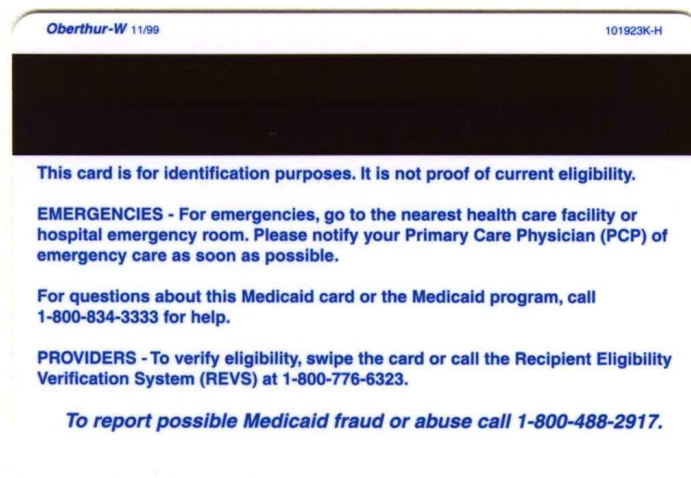 Oberthur-W 11/99 101923K-H
This card is for identification purposes. It is not proof of current eligibility.
EMERGENCIES - For emergencies, go to the nearest health care facility or
hospital emergency room. Please notify your Primary Care Physician (PCP) of
emergency care as soon as possible.
For questions about this Medicaid card or the Medicaid program, call
1-800-834-3333 for help.
PROVIDERS - To verify eligibility, swipe the card or call the Recipient Eligibility
Verification System (REVS) at 1-800-776-6323.
To report possible Medicaid fraud or abuse call 1-800-488-2917.